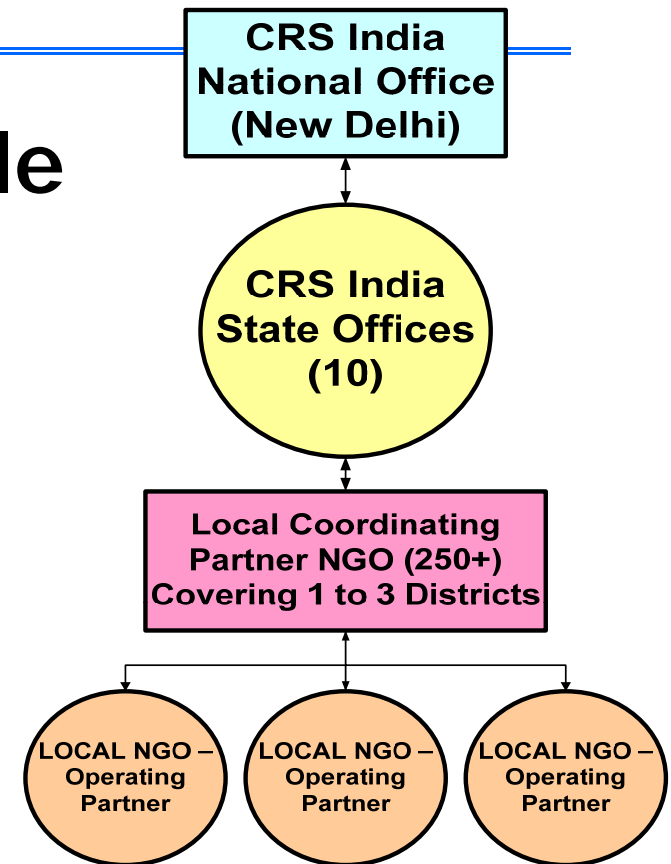 CRS India
National Office
(New Delhi)
le
CRS India
State Offices
(10)
Local Coordinating
Partner NGO (250+)
Covering 1 to 3 Districts
LOCAL NGO –
Operating
Partner
LOCAL NGO –
Operating
Partner
LOCAL NGO –
Operating
Partner